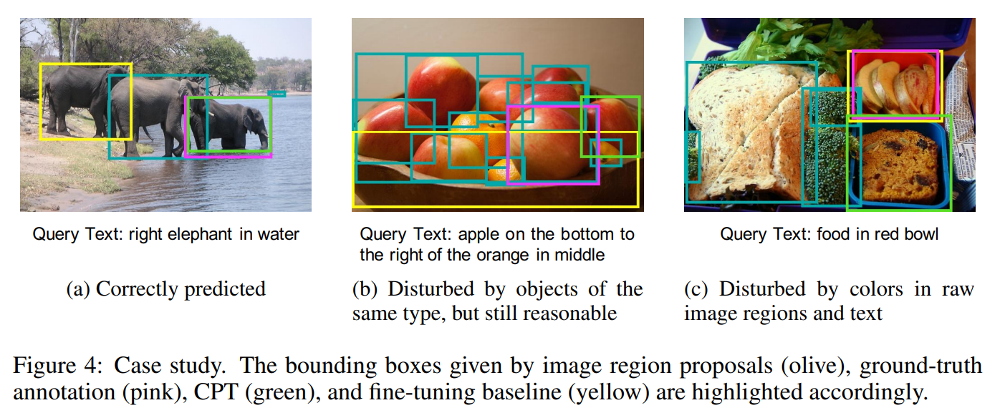 Query Text: right elephant in water
Query Text: apple on the bottom to
the right of the orange in middle
Query Text: food in red bowl
(a) Correctly predicted
(b) Disturbed by objects of the
same type, but still reasonable
(c) Disturbed by colors in raw
image regions and text
Figure 4: Case study. The bounding boxes given by image region proposals (olive), ground-truth
annotation (pink), CPT (green), and fine-tuning baseline (yellow) are highlighted accordingly.